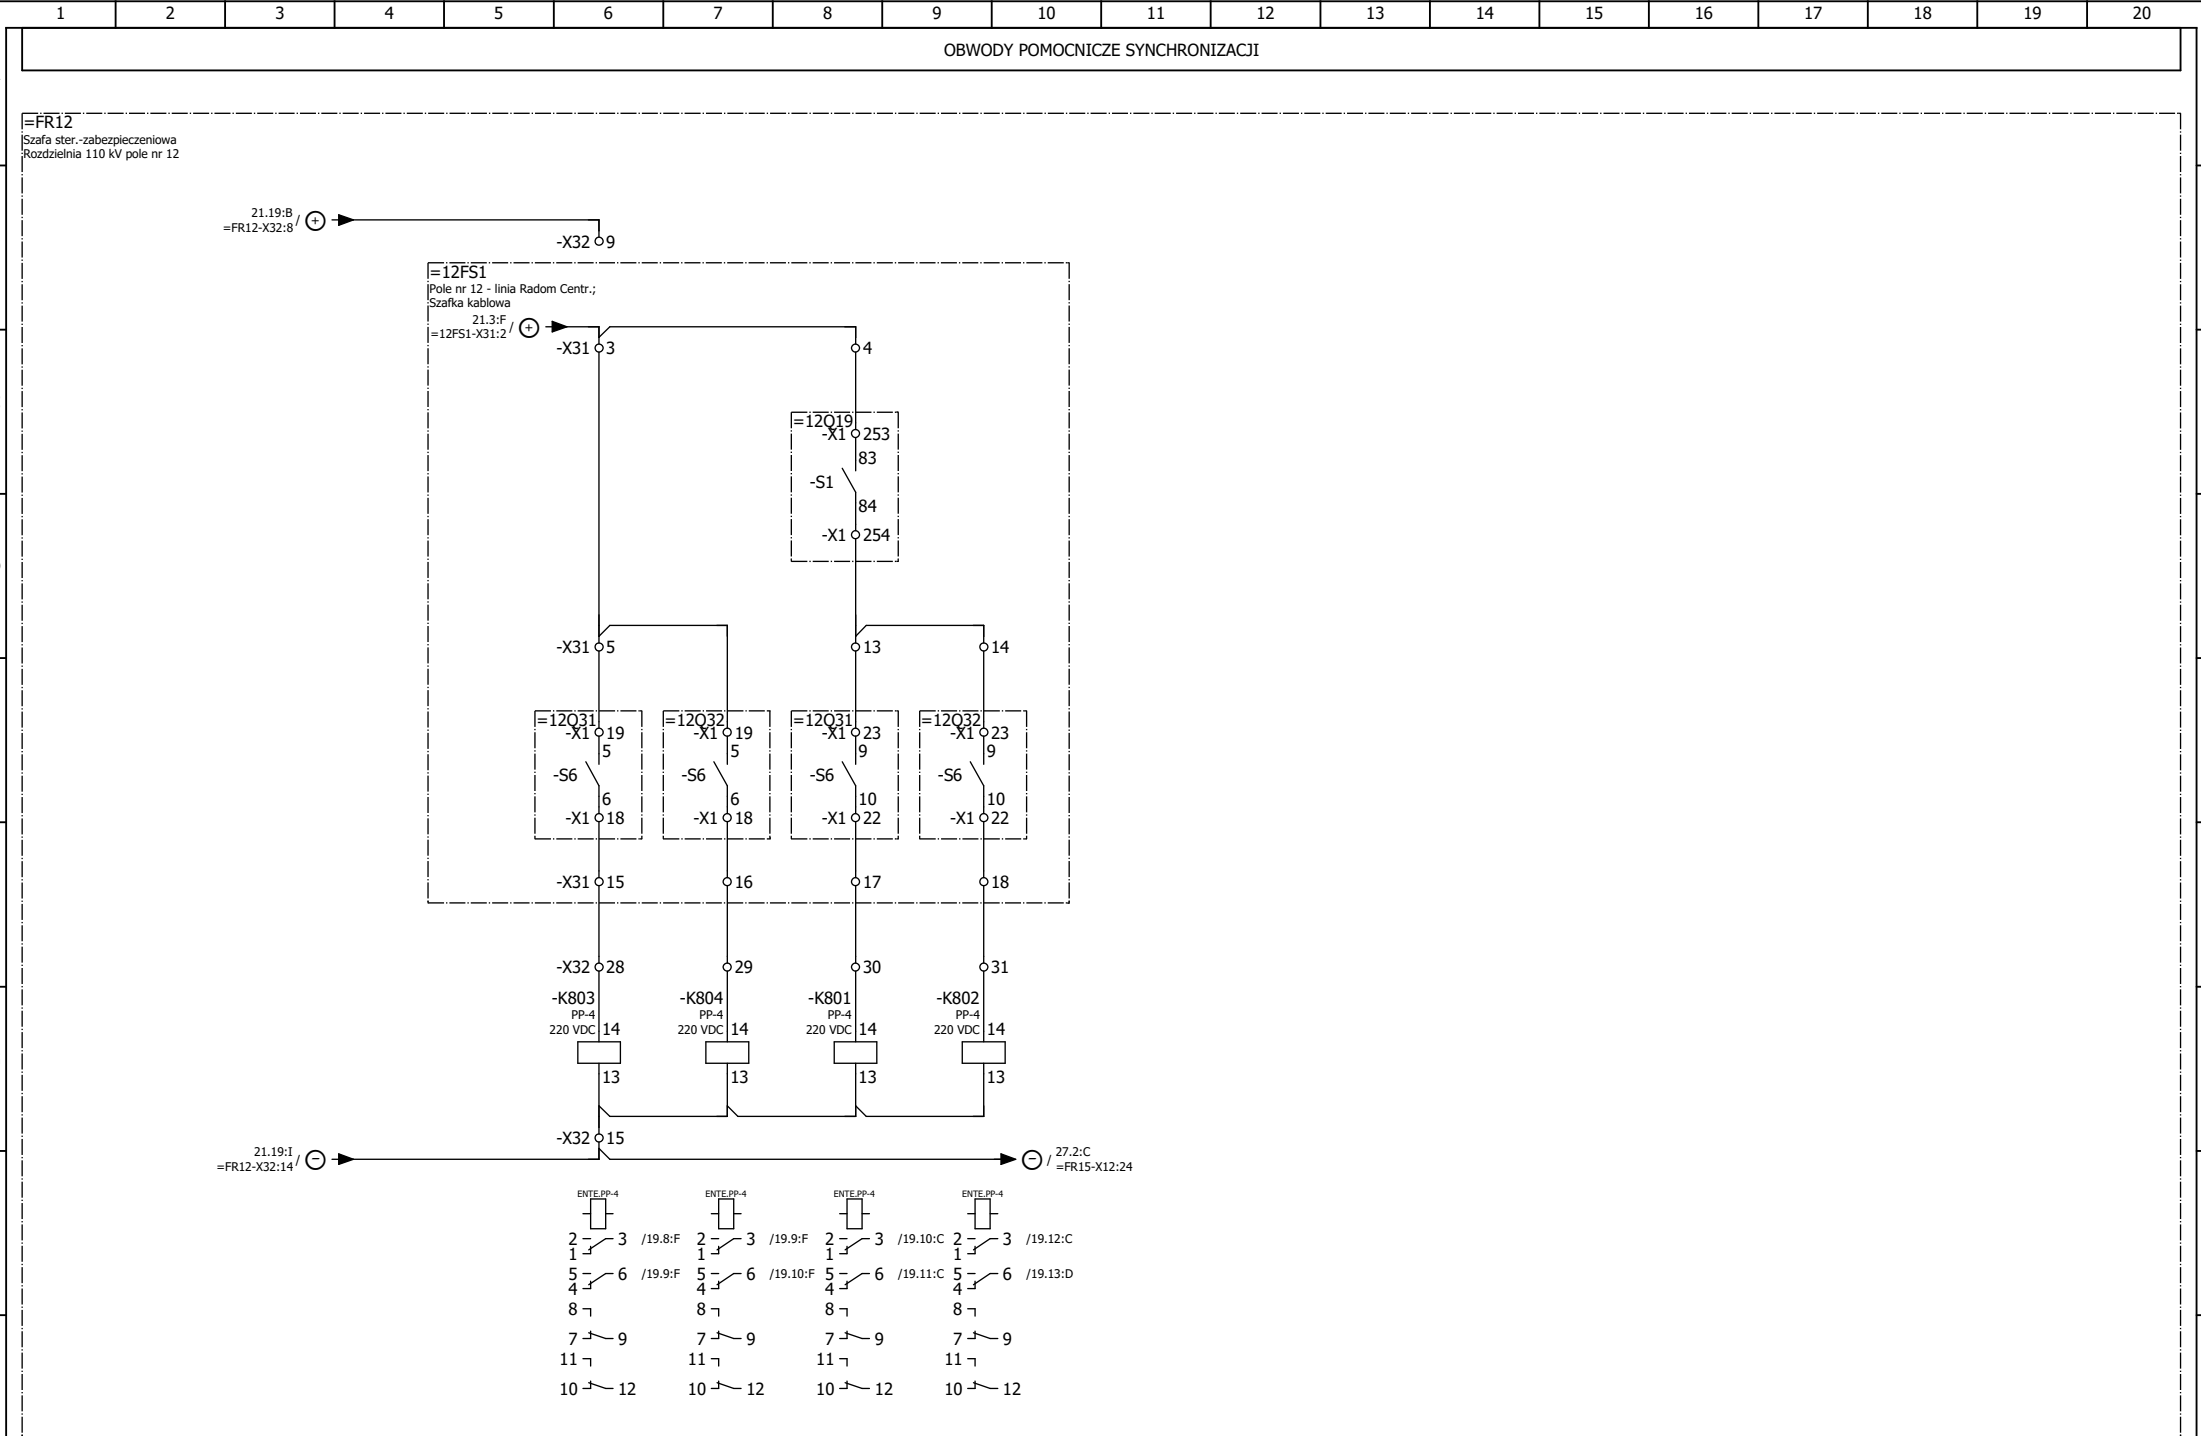 1 2 3 4 5 6 7 8 9 10 11 12 13 14 15 16 17 18 19 20
OBWODY POMOCNICZE SYNCHRONIZACJI
=FR12
Szafa ster.-zabezpieczeniowa
Rozdzielnia 110 kV pole nr 12
21.19:B
=FR12-X32:8 / +
-X32 9
=12FS1
Pole nr 12 - linia Radom Centr.;
Szafka kablowa
21.3:F
=12FS1-X31:2 / +
-X31 3 4
=12Q19
-X1 253
83
-S1
84
-X1 254
-X31 5 13 14
=12Q31 =12Q32 =12Q31 =12Q32
-X1 19 -X1 19 -X1 23 -X1 23
5 5 9 9
-S6 -S6 -S6 -S6
6 6 10 10
-X1 18 -X1 18 -X1 22 -X1 22
-X31 15 16 17 18
-X32 28 29 30 31
-K803 -K804 -K801 -K802
PP-4 PP-4 PP-4 PP-4
220 VDC 14 220 VDC 14 220 VDC 14 220 VDC 14
13 13 13 13
-X32 15
21.19:I 27.2:C
=FR12-X32:14 / − − / =FR15-X12:24
ENTE.PP-4 ENTE.PP-4 ENTE.PP-4 ENTE.PP-4
2 3 /19.8:F 2 3 /19.9:F 2 3 /19.10:C 2 3 /19.12:C
1 1 1 1
5 6 /19.9:F 5 6 /19.10:F 5 6 /19.11:C 5 6 /19.13:D
4 4 4 4
8 8 8 8
7 9 7 9 7 9 7 9
11 11 11 11
10 12 10 12 10 12 10 12